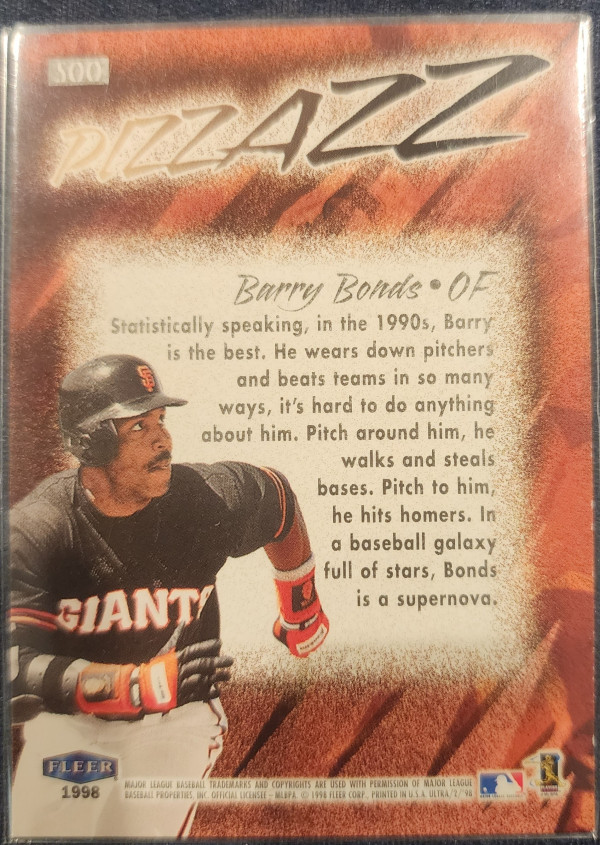 300
PIZZAZZ
Barry Bonds • OF
Statistically speaking, in the 1990s, Barry
is the best. He wears down pitchers
and beats teams in so many
ways, it's hard to do anything
about him. Pitch around him, he
walks and steals
bases. Pitch to him,
he hits homers. In
a baseball galaxy
full of stars, Bonds
is a supernova.
SF
GIANTS
FLEER
1998
MAJOR LEAGUE BASEBALL TRADEMARKS AND COPYRIGHTS ARE USED WITH PERMISSION OF MAJOR LEAGUE
BASEBALL PROPERTIES, INC. OFFICIAL LICENSEE – MLBPA. © 1998 FLEER CORP., PRINTED IN U.S.A. ULTRA/2/'98